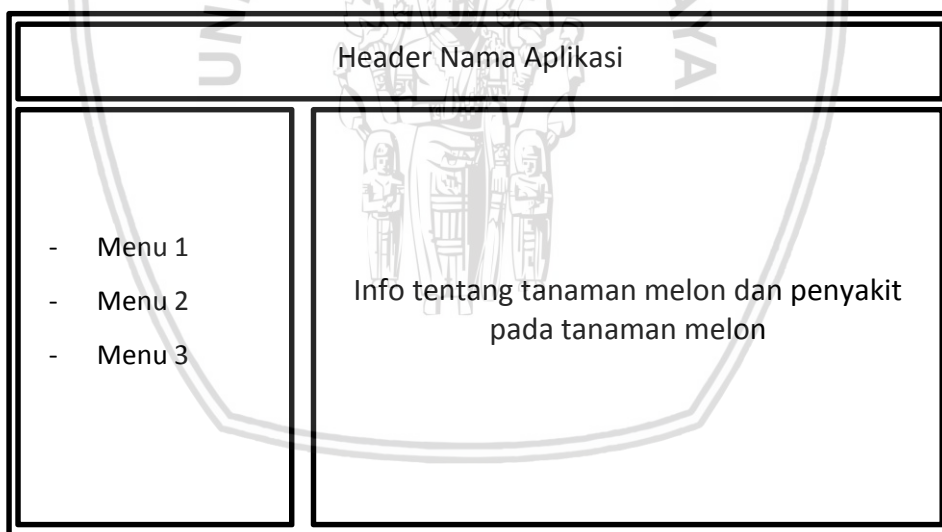 Header Nama Aplikasi
- Menu 1
- Menu 2
- Menu 3
Info tentang tanaman melon dan penyakit
pada tanaman melon